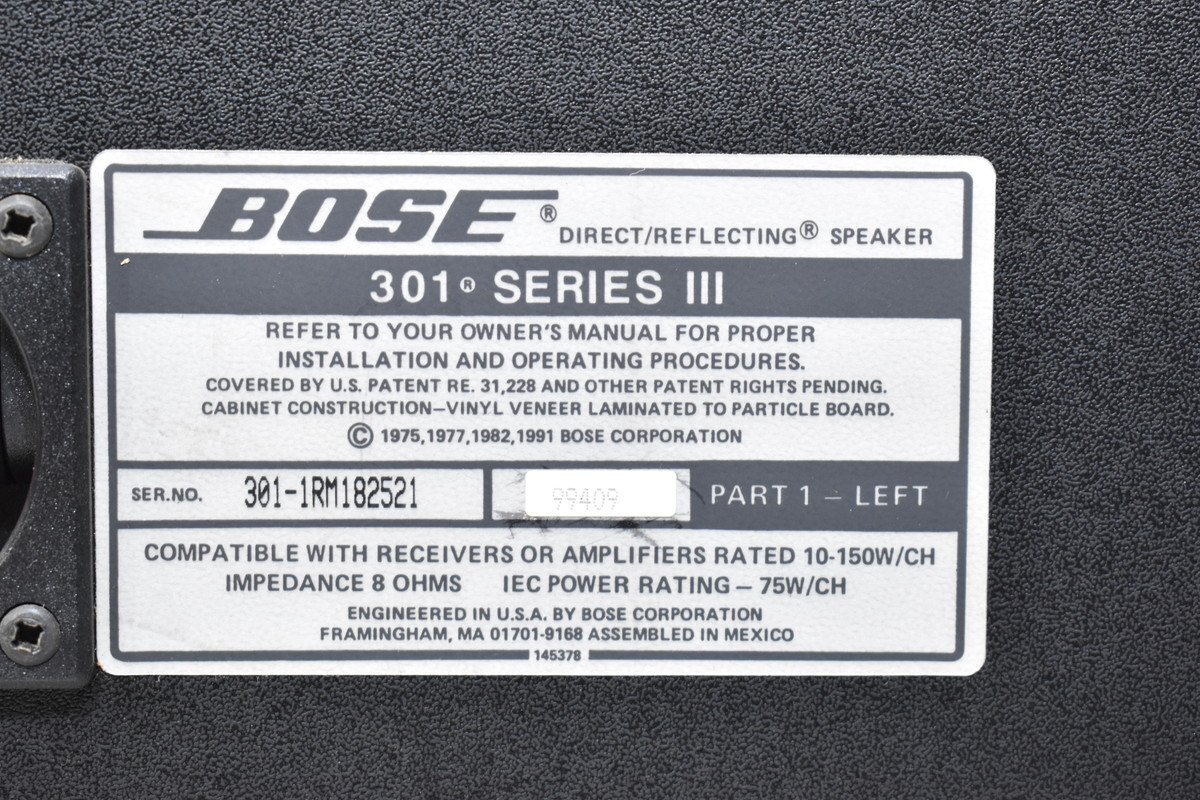 BOSE® DIRECT/REFLECTING® SPEAKER
301® SERIES III
REFER TO YOUR OWNER'S MANUAL FOR PROPER
INSTALLATION AND OPERATING PROCEDURES.
COVERED BY U.S. PATENT RE. 31,228 AND OTHER PATENT RIGHTS PENDING.
CABINET CONSTRUCTION—VINYL VENEER LAMINATED TO PARTICLE BOARD.
© 1975,1977,1982,1991 BOSE CORPORATION
SER.NO. 301-1RM182521 99409 PART 1 – LEFT
COMPATIBLE WITH RECEIVERS OR AMPLIFIERS RATED 10-150W/CH
IMPEDANCE 8 OHMS IEC POWER RATING – 75W/CH
ENGINEERED IN U.S.A. BY BOSE CORPORATION
FRAMINGHAM, MA 01701-9168 ASSEMBLED IN MEXICO
145378